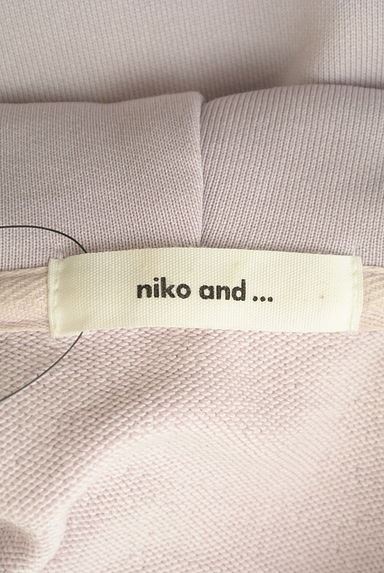 niko and ...